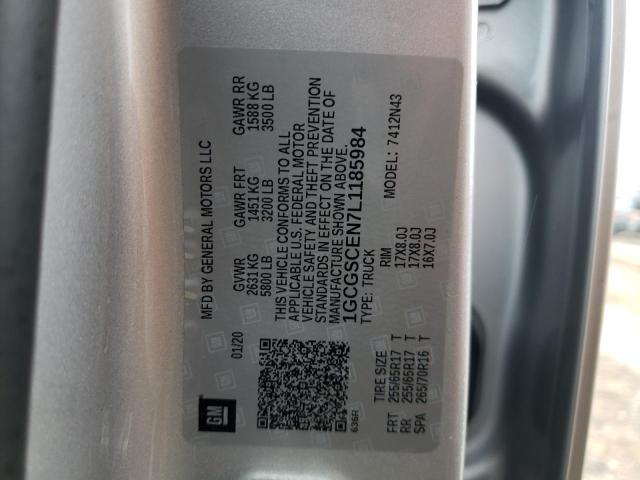 MFD BY GENERAL MOTORS LLC
01/20
GVWR GAWR FRT GAWR RR
2631 KG 1451 KG 1588 KG
5800 LB 3200 LB 3500 LB
THIS VEHICLE CONFORMS TO ALL
APPLICABLE U.S. FEDERAL MOTOR
VEHICLE SAFETY AND THEFT PREVENTION
STANDARDS IN EFFECT ON THE DATE OF
MANUFACTURE SHOWN ABOVE.
1GCGSCEN7L1185984
TYPE: TRUCK MODEL: 7412N43
GM
636R
TIRE SIZE RIM
FRT 255/65R17 T 17X8.0J
RR 255/65R17 T 17X8.0J
SPA 265/70R16 T 16X7.0J